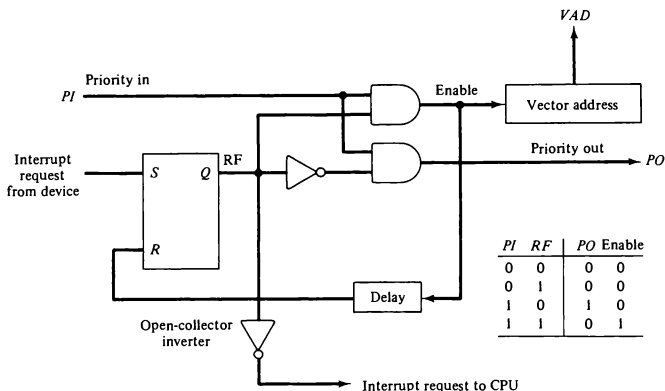 VAD
Priority in
PI
Enable
Vector address
Interrupt
request
from device
S
Q
RF
Priority out
PO
R
Delay
Open-collector
inverter
Interrupt request to CPU
PI RF PO Enable
0 0 0 0
0 1 0 0
1 0 1 0
1 1 0 1